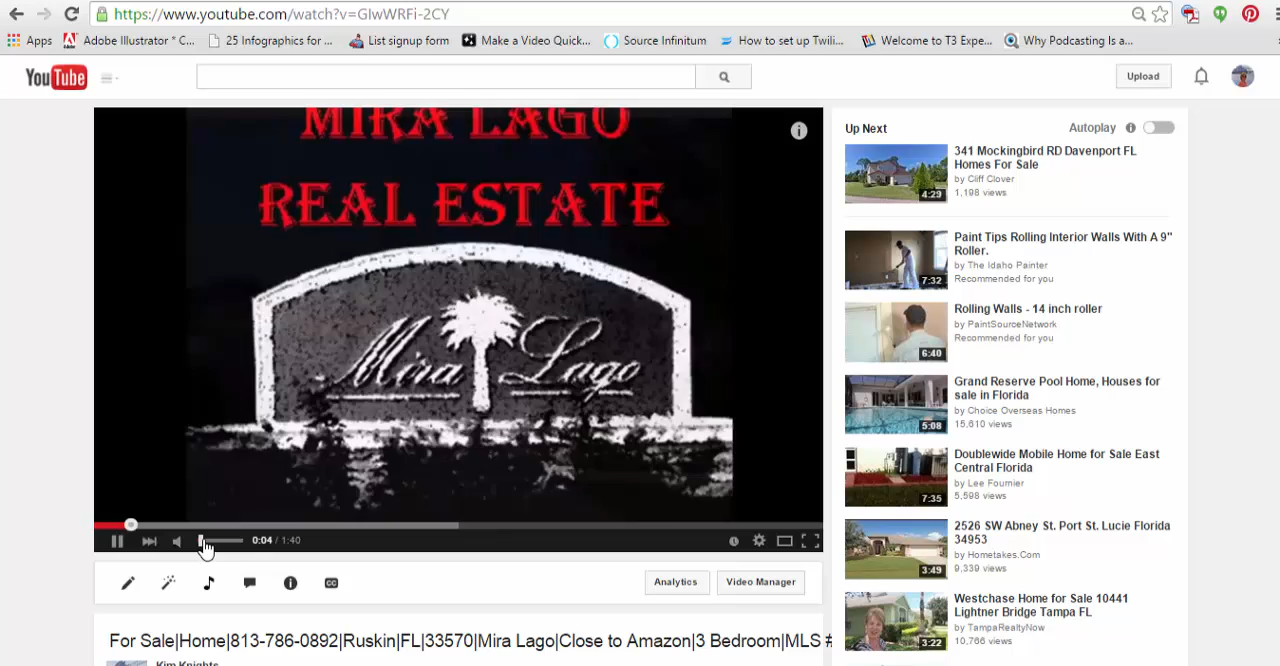 https://www.youtube.com/watch?v=GIwWRFi-2CY
Apps Adobe Illustrator * C... 25 Infographics for ... List signup form Make a Video Quick... Source Infinitum How to set up Twili... Welcome to T3 Expe... Why Podcasting Is a...
YouTube
Upload
MIRA LAGO
REAL ESTATE
Mira Lago
0:04 / 1:40
Analytics Video Manager
For Sale|Home|813-786-0892|Ruskin|FL|33570|Mira Lago|Close to Amazon|3 Bedroom|MLS #
Kim Knights
Up Next Autoplay
341 Mockingbird RD Davenport FL
Homes For Sale
by Cliff Clover
1,198 views
4:29
Paint Tips Rolling Interior Walls With A 9"
Roller.
by The Idaho Painter
Recommended for you
7:32
Rolling Walls - 14 inch roller
by PaintSourceNetwork
Recommended for you
6:40
Grand Reserve Pool Home, Houses for
sale in Florida
by Choice Overseas Homes
15,610 views
5:08
Doublewide Mobile Home for Sale East
Central Florida
by Lee Fournier
5,598 views
7:35
2526 SW Abney St. Port St. Lucie Florida
34953
by Hometakes.Com
9,339 views
3:49
Westchase Home for Sale 10441
Lightner Bridge Tampa FL
by TampaRealtyNow
10,766 views
3:22